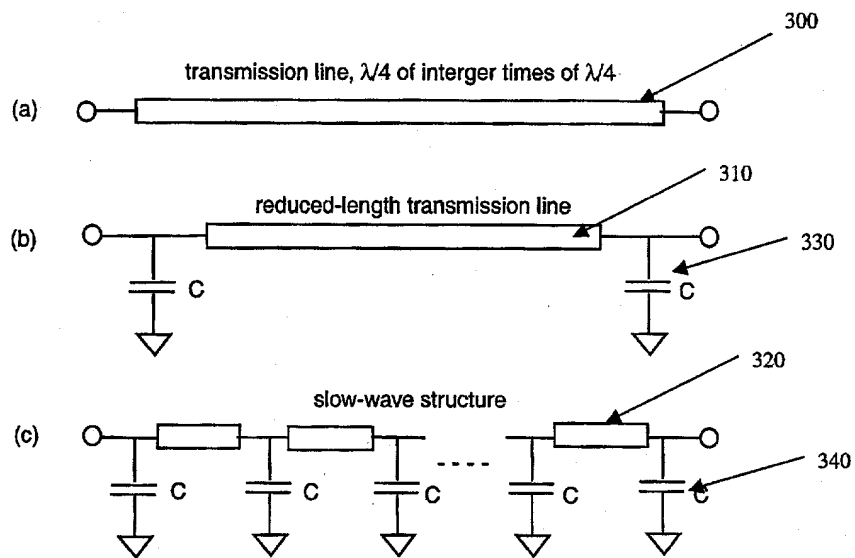 300
transmission line, λ/4 of interger times of λ/4
(a)
310
reduced-length transmission line
(b)
330
C
C
320
slow-wave structure
(c)
340
C
C
C
C
C